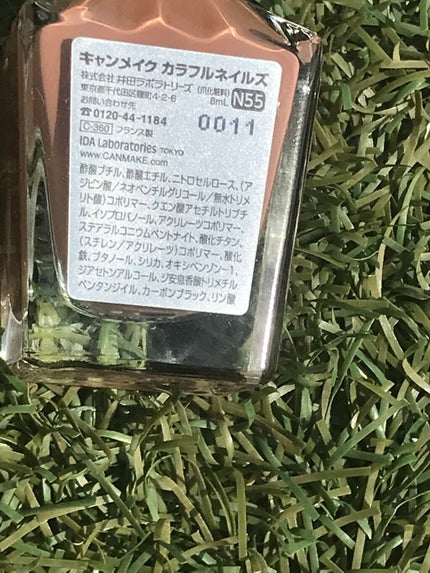 キャンメイク カラフルネイルズ
株式会社 井田ラボラトリーズ (爪化粧料)
東京都千代田区麹町4-2-6 8mL N55
お問い合わせ先
☎0120-44-1184 0011
C-360 フランス製
IDA Laboratories TOKYO
www.CANMAKE.com
酢酸ブチル、酢酸エチル、ニトロセルロース、(ア
ジピン酸/ネオペンチルグリコール/無水トリメ
リト酸)コポリマー、クエン酸アセチルトリブチ
ル、イソプロパノール、アクリレーツコポリマー、
ステアラルコニウムベントナイト、酸化チタン、
(スチレン/アクリレーツ)コポリマー、酸化
鉄、ブタノール、シリカ、オキシベンゾン-1、
ジアセトンアルコール、ジ安息香酸トリメチル
ペンタンジイル、カーボンブラック、リン酸